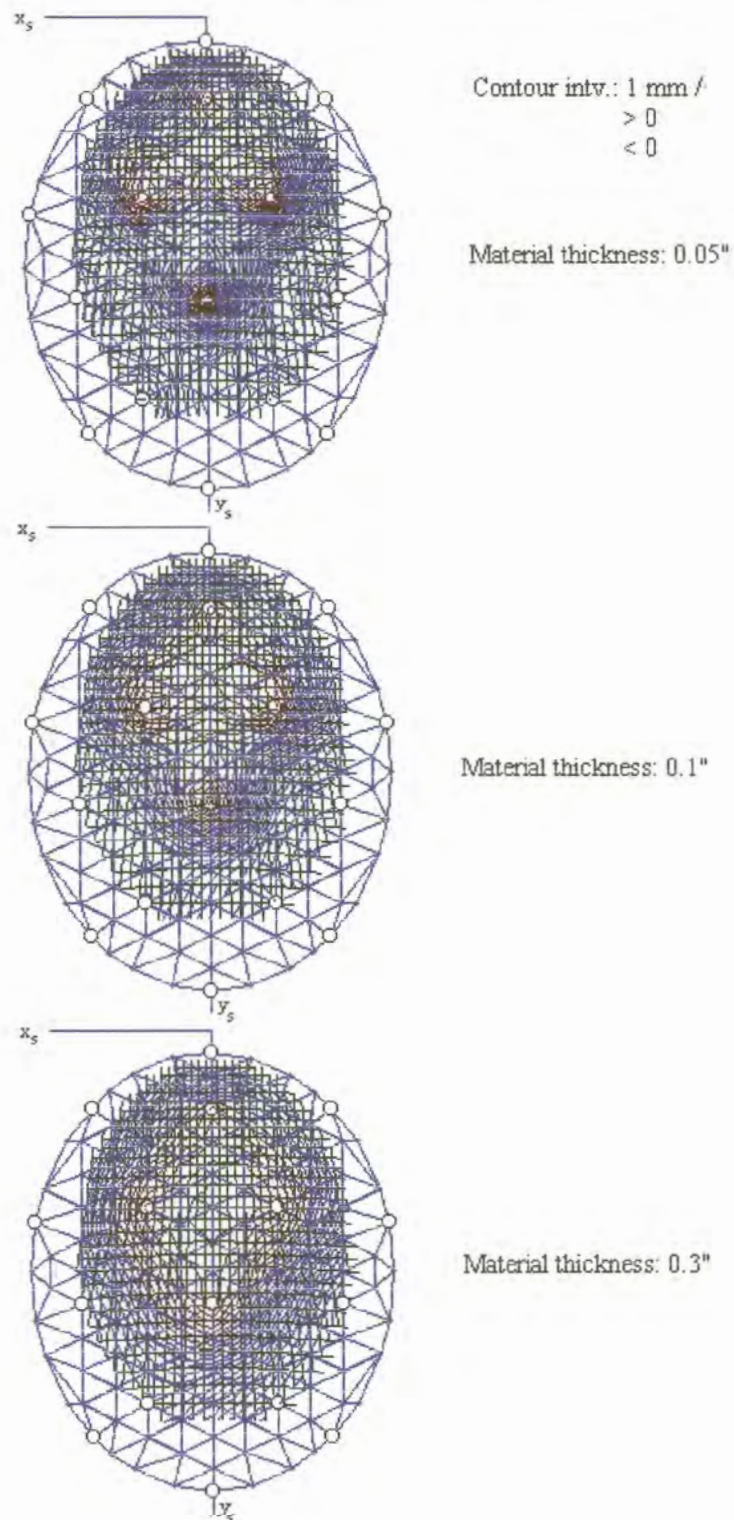 x_s
Contour intv.: 1 mm /
> 0
< 0
Material thickness: 0.05"
y_s
x_s
Material thickness: 0.1"
y_s
x_s
Material thickness: 0.3"
y_s